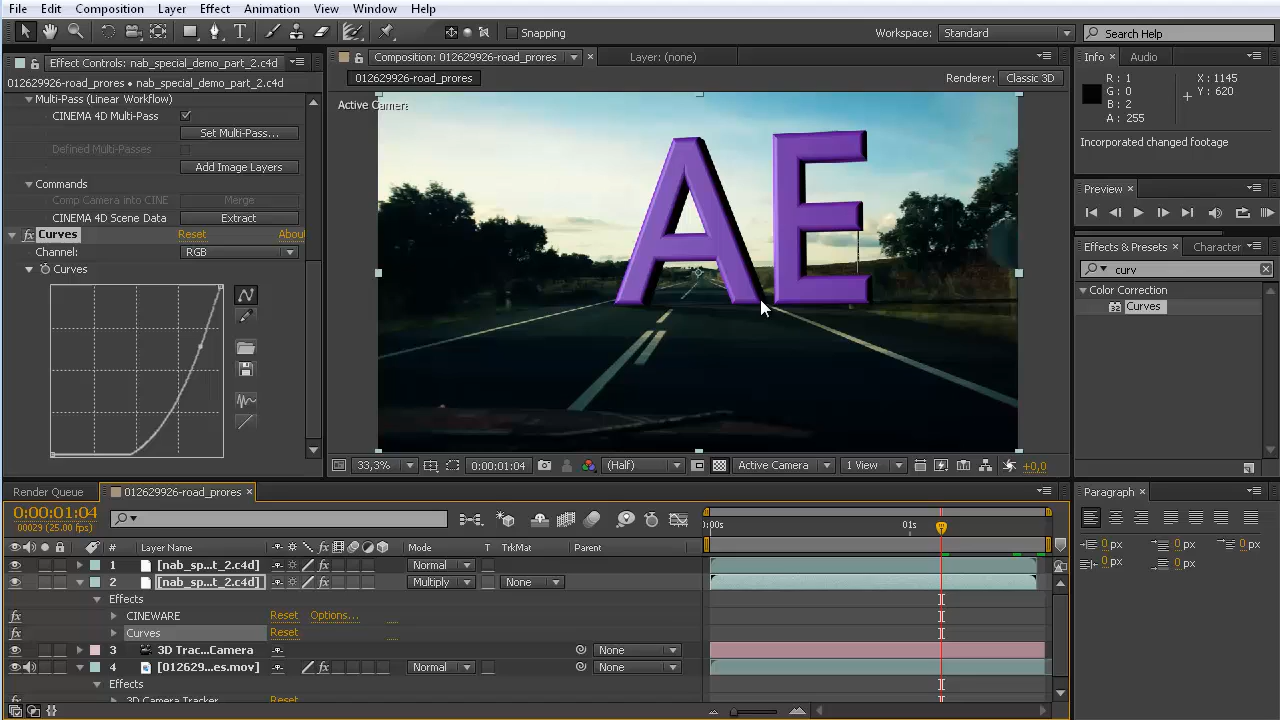 File Edit Composition Layer Effect Animation View Window Help
Snapping
Workspace: Standard
Search Help
Effect Controls: nab_special_demo_part_2.c4d
012629926-road_prores • nab_special_demo_part_2.c4d
Multi-Pass (Linear Workflow)
CINEMA 4D Multi-Pass
Set Multi-Pass...
Defined Multi-Passes
Add Image Layers
Commands
Comp Camera into CINE
Merge
CINEMA 4D Scene Data
Extract
fx Curves
Reset
Abou
Channel:
RGB
Curves
Composition: 012629926-road_prores
Layer: (none)
012629926-road_prores
Renderer:
Classic 3D
Active Camera
AE
33,3%
0:00:01:04
(Half)
Active Camera
1 View
+0,0
Info
Audio
R : 1
G : 0
B : 2
A : 255
X : 1145
Y : 620
Incorporated changed footage
Preview
Effects & Presets
Character
curv
Color Correction
32
Curves
Render Queue
012629926-road_prores
0:00:01:04
00029 (25.00 fps)
# Layer Name
fx
Mode
T TrkMat
Parent
0:00s
01s
1 [nab_sp...t_2.c4d]
Normal
2 [nab_sp...t_2.c4d]
Multiply
None
Effects
fx CINEWARE
Reset
Options...
fx Curves
Reset
3 3D Trac...Camera
None
4 [012629...es.mov]
fx
Normal
None
Effects
3D Camera Tracker
Reset
Paragraph
0 px
0 px
0 px
0 px
0 px